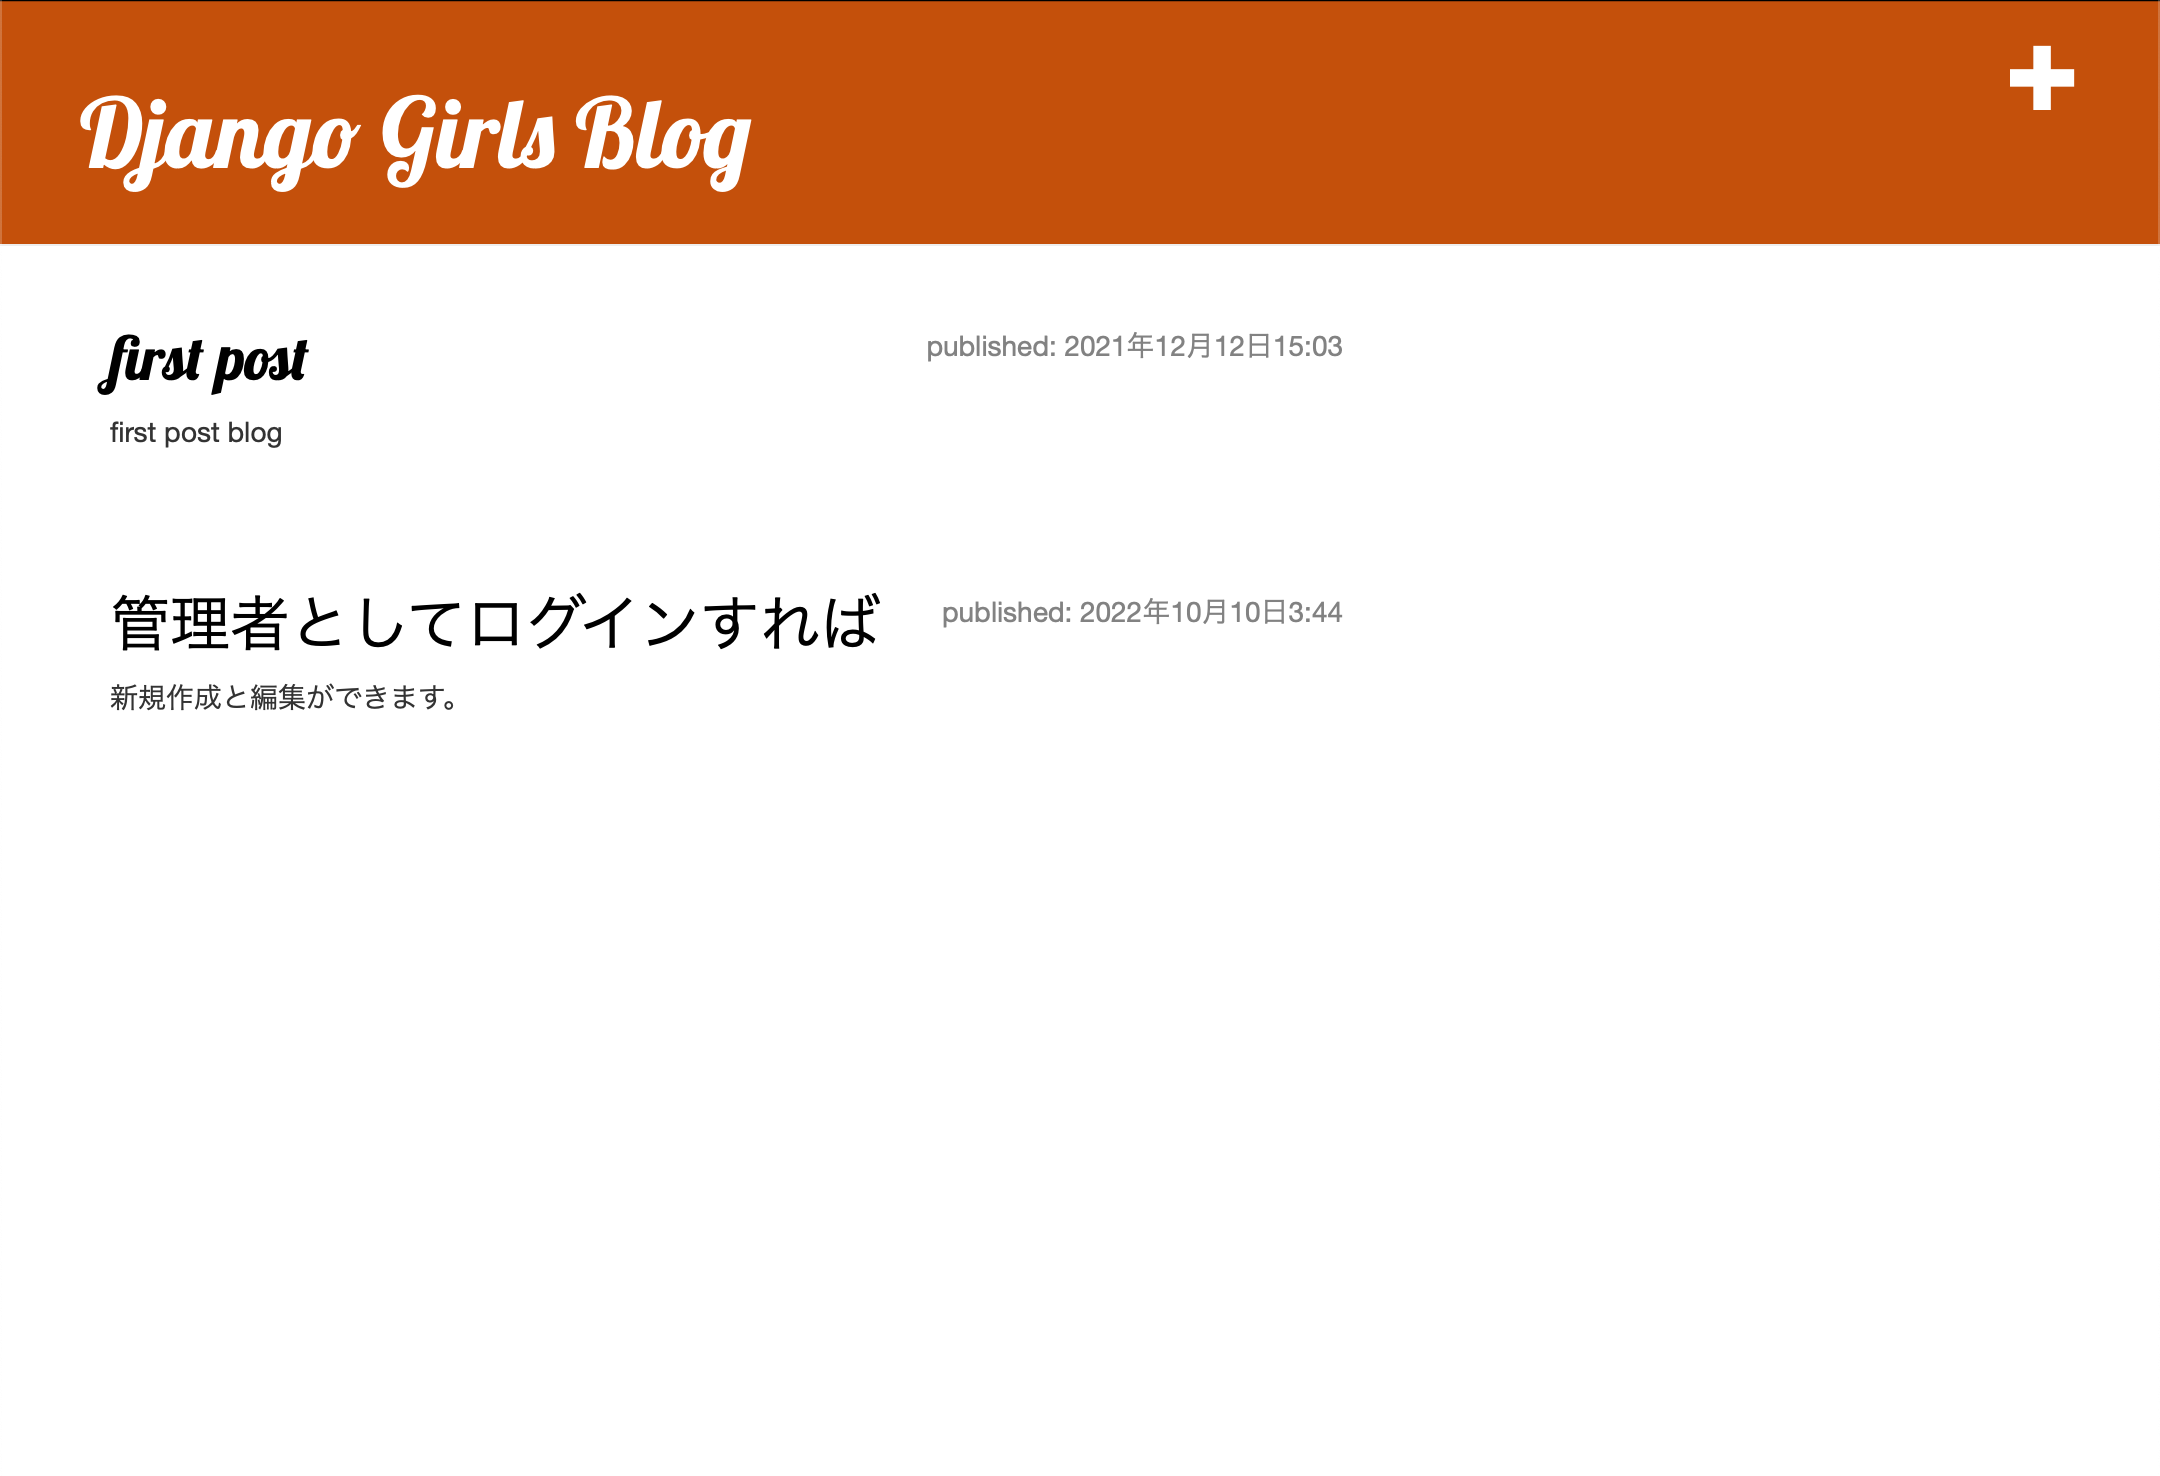 Django Girls Blog
first post
published: 2021年12月12日15:03
first post blog
管理者としてログインすれば
published: 2022年10月10日3:44
新規作成と編集ができます。